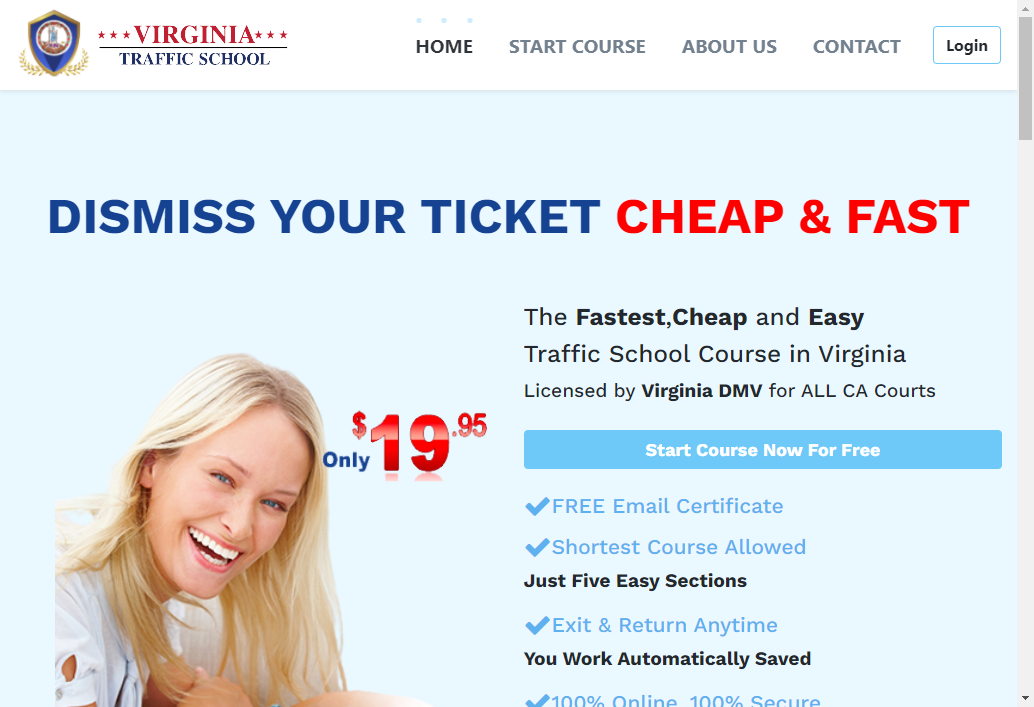 ★★★VIRGINIA★★★
TRAFFIC SCHOOL
HOME START COURSE ABOUT US CONTACT Login
DISMISS YOUR TICKET CHEAP & FAST
The Fastest,Cheap and Easy
Traffic School Course in Virginia
Licensed by Virginia DMV for ALL CA Courts
Only $19.95
Start Course Now For Free
FREE Email Certificate
Shortest Course Allowed
Just Five Easy Sections
Exit & Return Anytime
You Work Automatically Saved
100% Online, 100% Secure